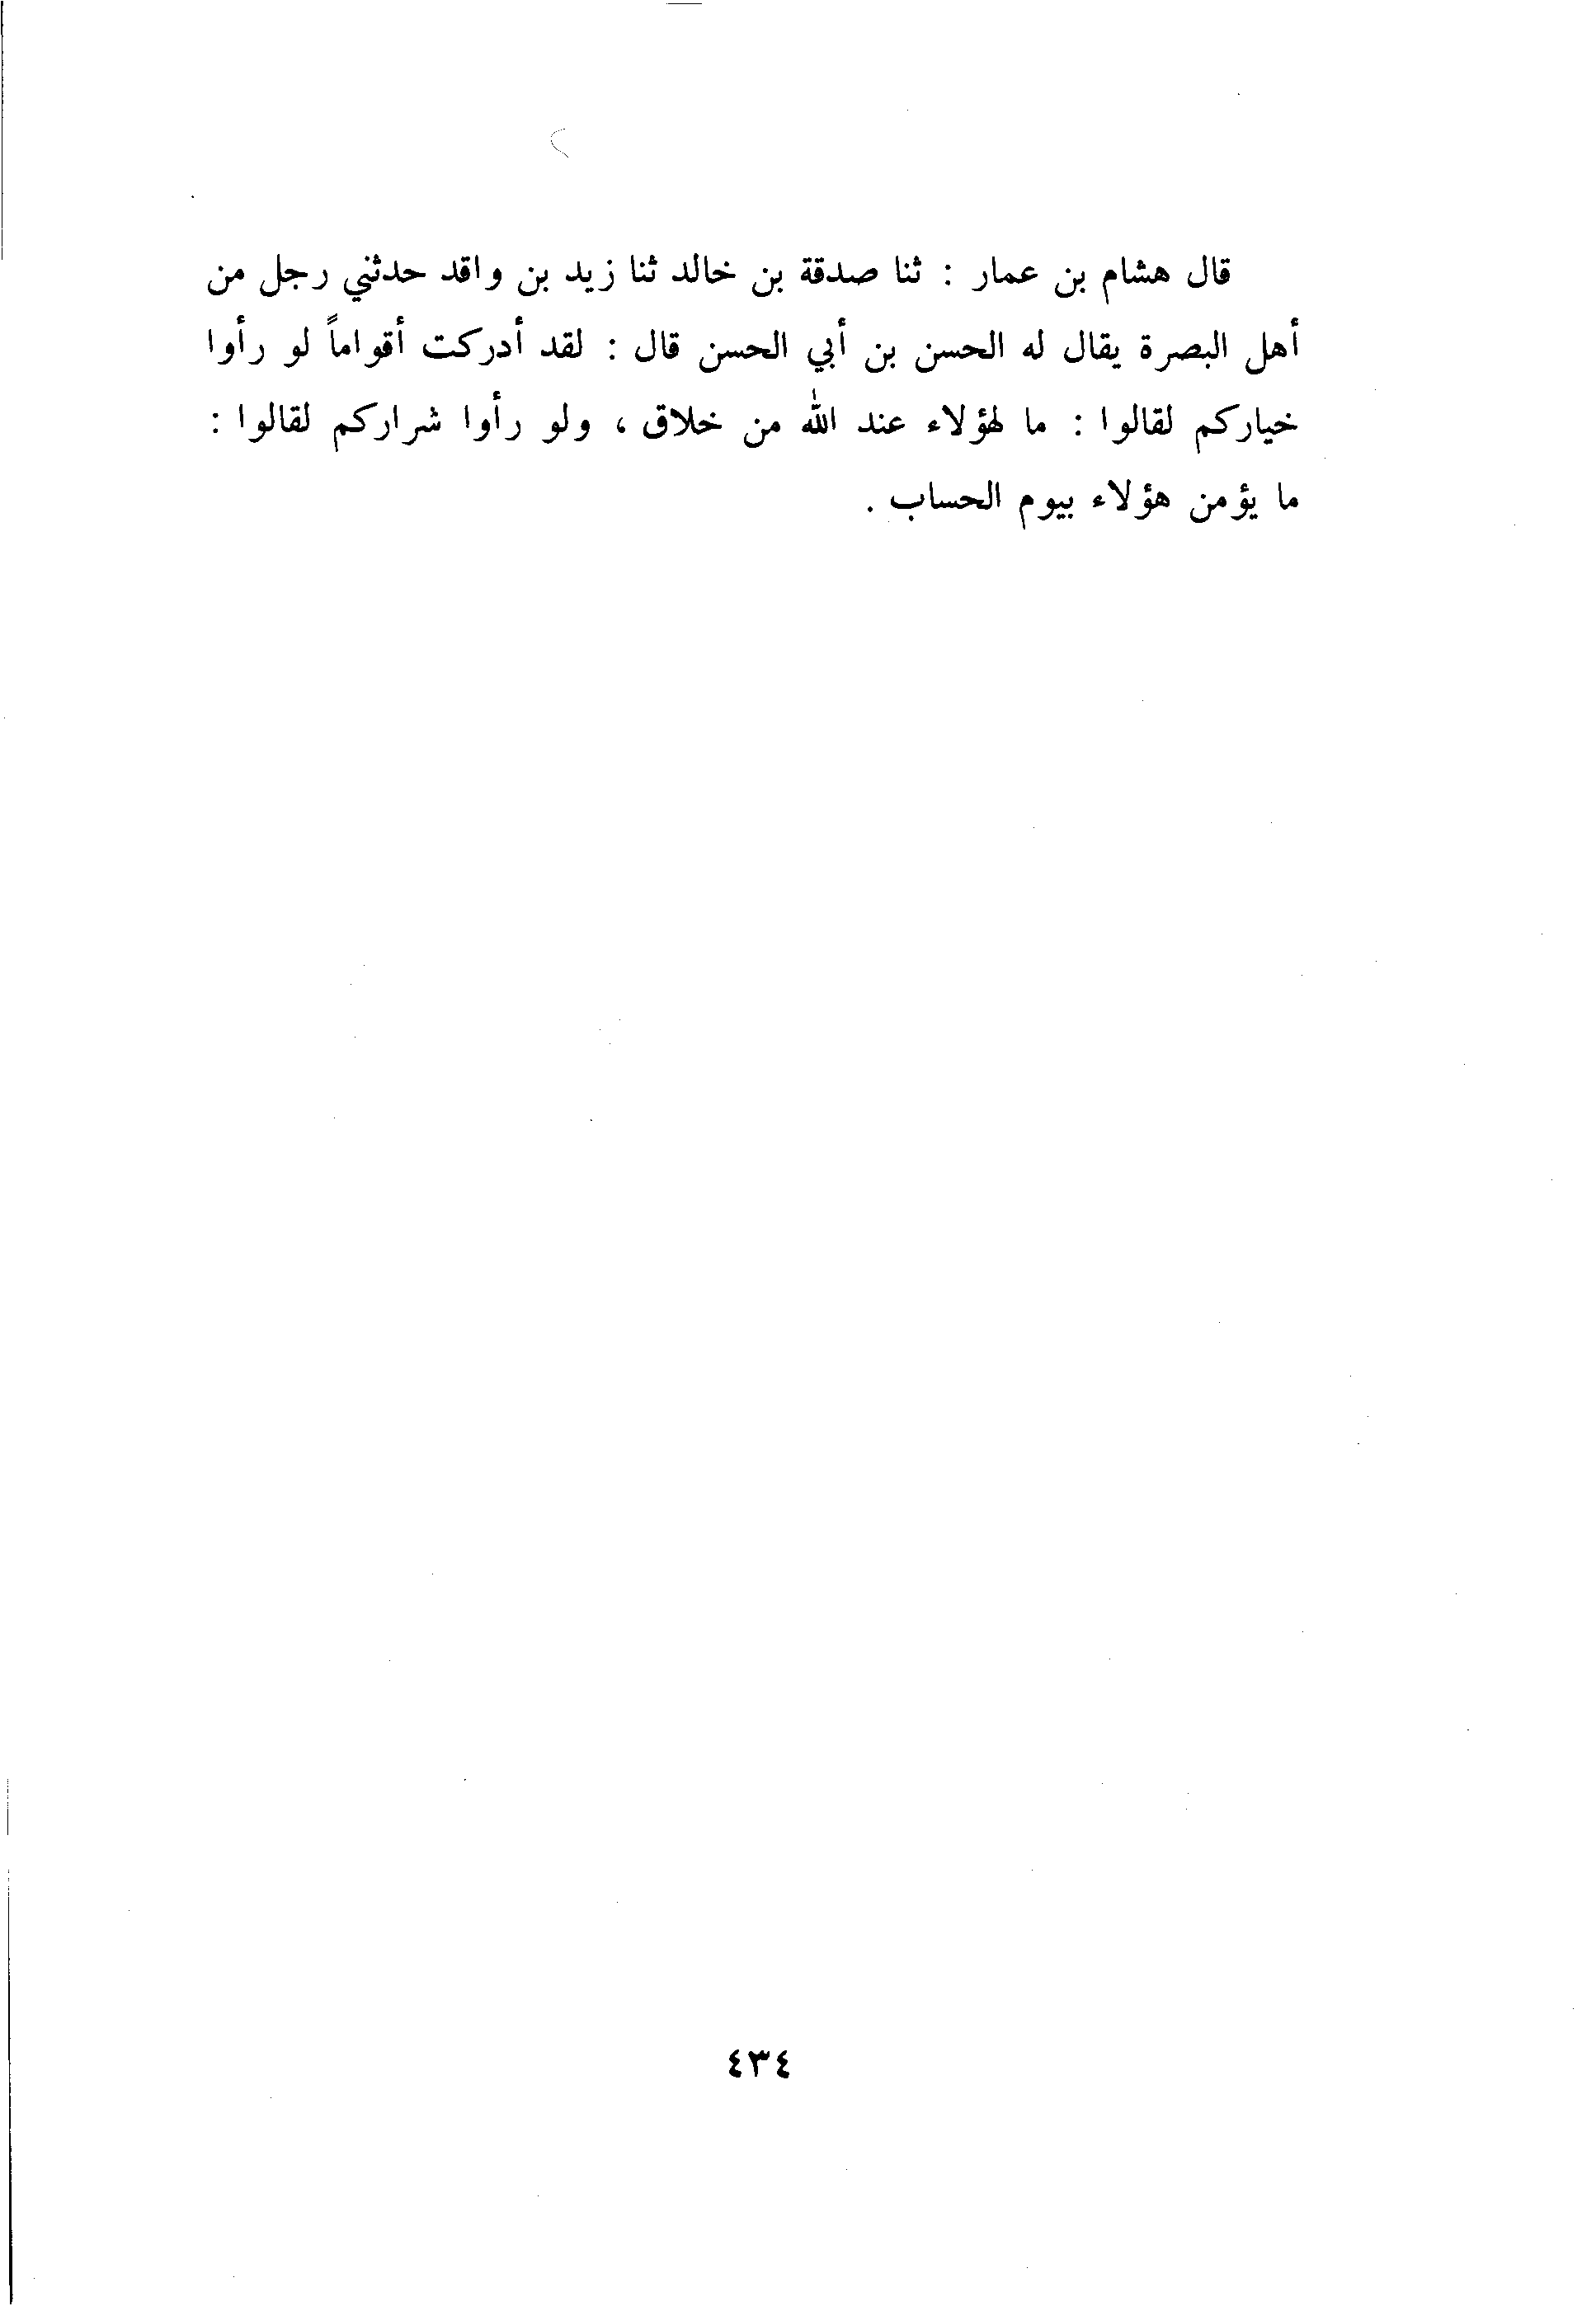 قال هشام بن عمار : ثنا صدقة بن خالد ثنا زيد بن واقد حدثني رجل من
أهل البصرة يقال له الحسن بن أبي الحسن قال : لقد أدركت أقواماً لو رأوا
خياركم لقالوا : ما لهؤلاء عند الله من خلاق ، ولو رأوا شراركم لقالوا :
ما يؤمن هؤلاء بيوم الحساب .
٤٣٤